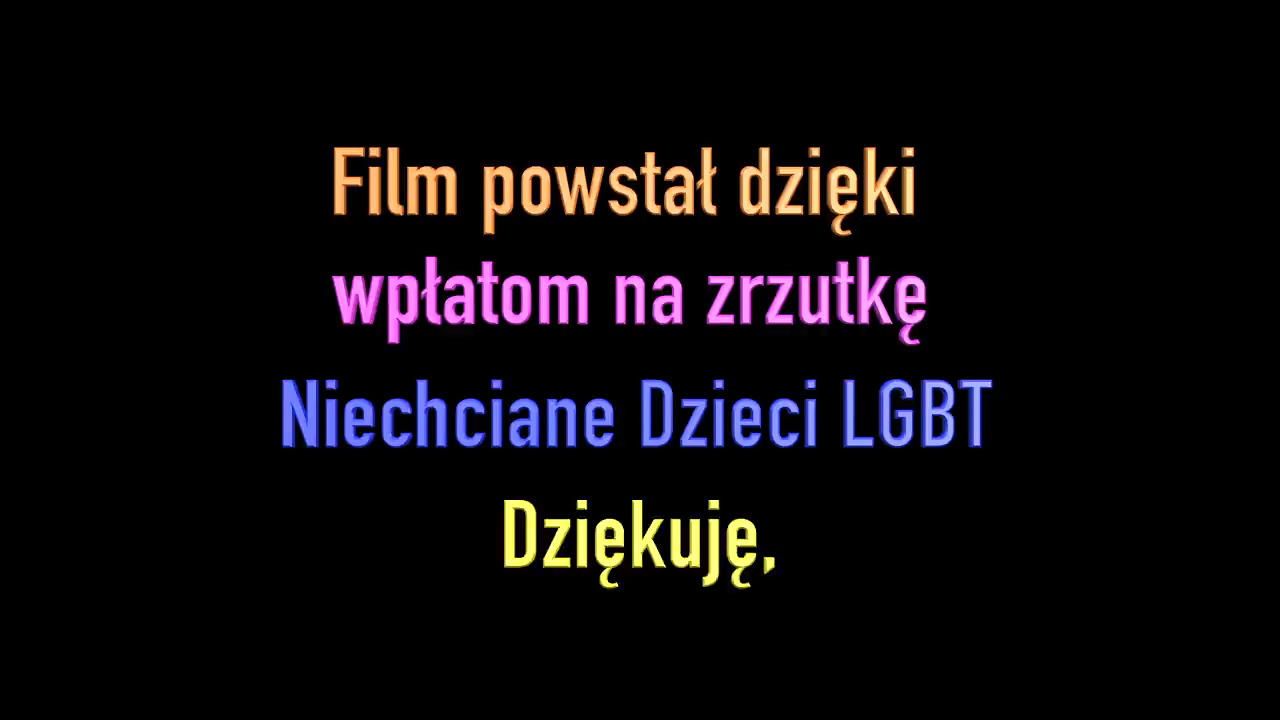 Film powstał dzięki
wpłatom na zrzutkę
Niechciane Dzieci LGBT
Dziękuję,